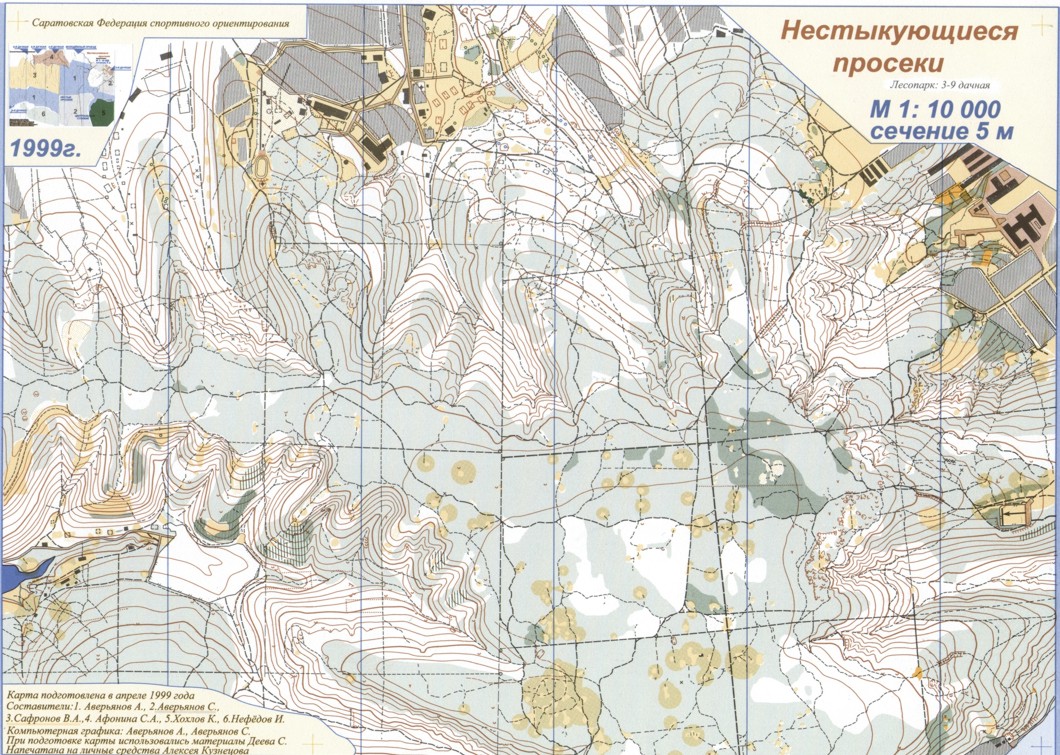 Саратовская Федерация спортивного ориентирования
1999г.
Нестыкующиеся
просеки
Лесопарк: 3-9 дачная
М 1: 10 000
сечение 5 м
Карта подготовлена в апреле 1999 года
Составители:1. Аверьянов А., 2.Аверьянов С.,
3.Сафронов В.А.,4. Афонина С.А., 5.Хохлов К., 6.Нефёдов И.
Компьютерная графика: Аверьянов А., Аверьянов С.
При подготовке карты использовались материалы Деева С.
Напечатана на личные средства Алексея Кузнецова